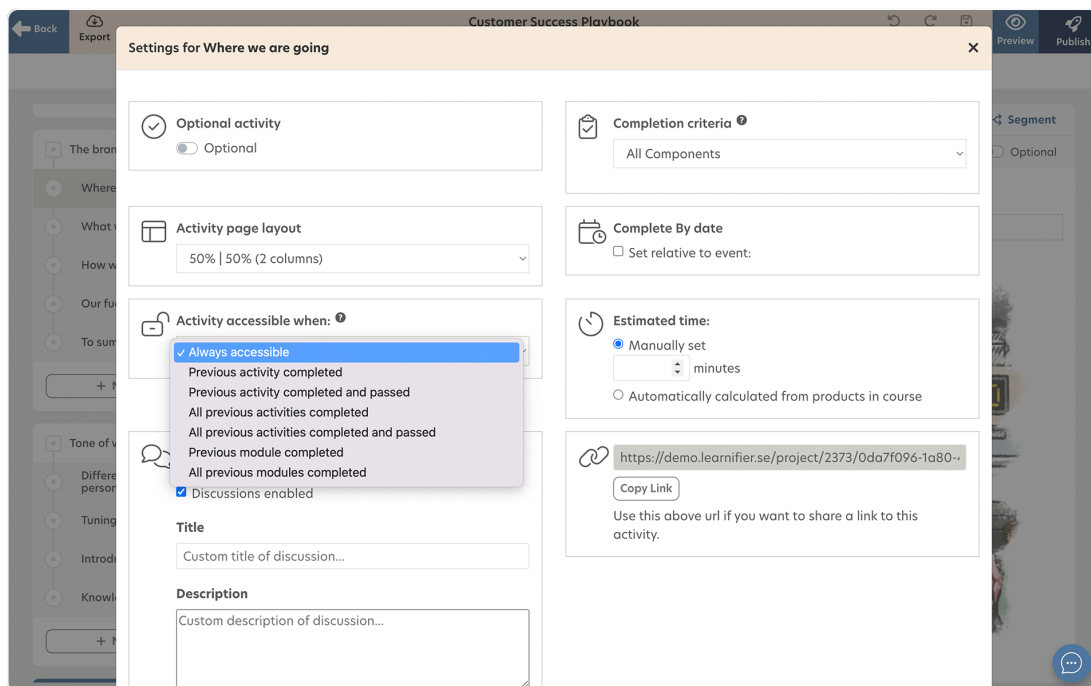 Back
Export
Customer Success Playbook
Preview
Publish
Settings for Where we are going
Optional activity
Optional
Completion criteria
All Components
Activity page layout
50% | 50% (2 columns)
Complete By date
Set relative to event:
Activity accessible when:
Always accessible
Previous activity completed
Previous activity completed and passed
All previous activities completed
All previous activities completed and passed
Previous module completed
All previous modules completed
Estimated time:
Manually set
minutes
Automatically calculated from products in course
Discussions enabled
Title
Custom title of discussion...
Description
Custom description of discussion...
https://demo.learnifier.se/project/2373/0da7f096-1a80-
Copy Link
Use this above url if you want to share a link to this
activity.
Segment
Optional
The bran
Where
What
How w
Our fu
To sum
Tone of v
Differe
person
Tuning
Introdu
Knowl